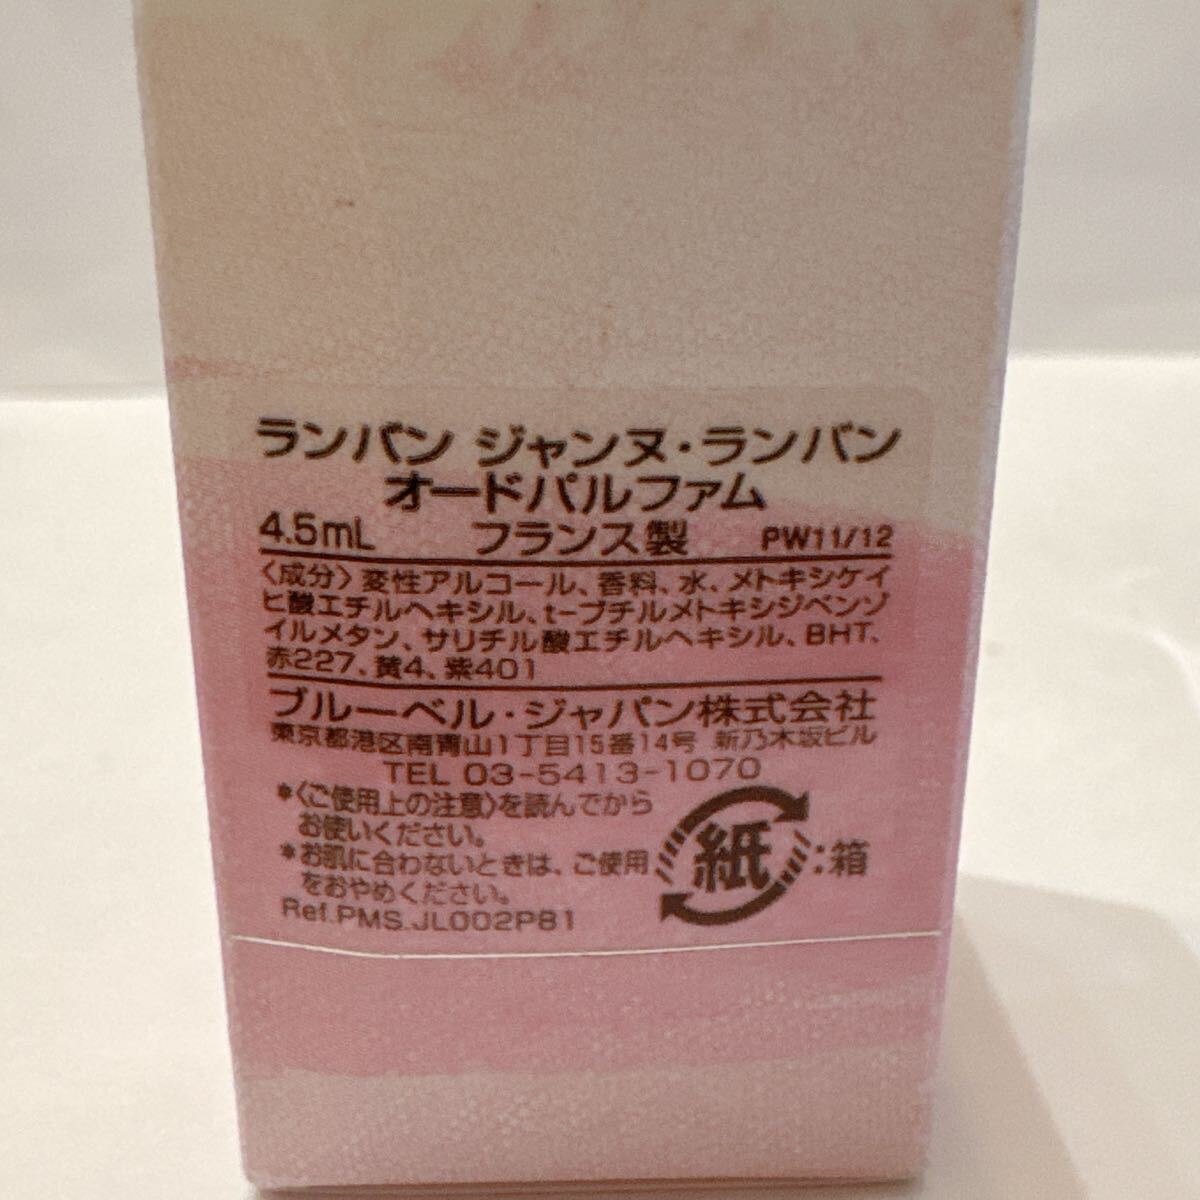 ランバン ジャンヌ・ランバン
オードパルファム
4.5mL フランス製 PW11/12
〈成分〉変性アルコール、香料、水、メトキシケイ
ヒ酸エチルヘキシル、t-ブチルメトキシジベンゾ
イルメタン、サリチル酸エチルヘキシル、BHT、
赤227、黄4、紫401
ブルーベル・ジャパン株式会社
東京都港区南青山1丁目15番14号 新乃木坂ビル
TEL 03-5413-1070
*〈ご使用上の注意〉を読んでから
お使いください。
*お肌に合わないときは、ご使用
をおやめください。
紙:箱
Ref.PMS.JL002P81